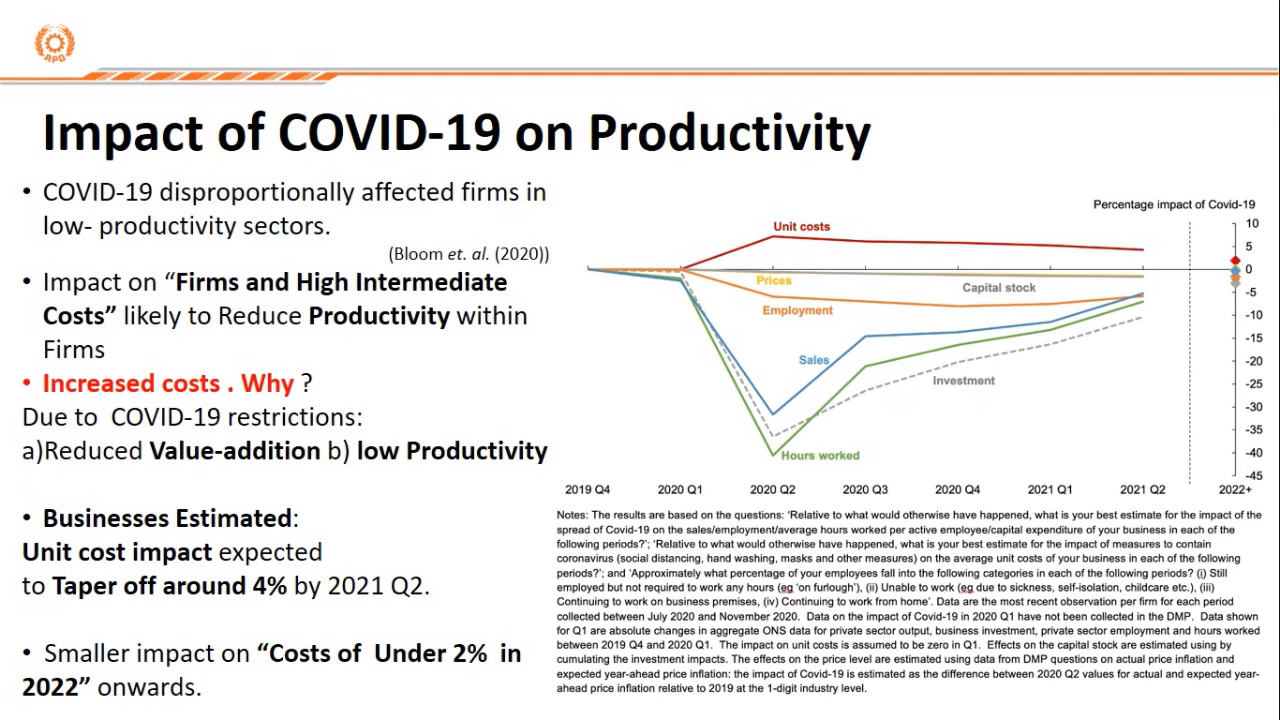 APO
Impact of COVID-19 on Productivity
• COVID-19 disproportionally affected firms in
low- productivity sectors.
(Bloom et. al. (2020))
• Impact on “Firms and High Intermediate
Costs” likely to Reduce Productivity within
Firms
• Increased costs . Why ?
Due to COVID-19 restrictions:
a)Reduced Value-addition b) low Productivity
• Businesses Estimated:
Unit cost impact expected
to Taper off around 4% by 2021 Q2.
• Smaller impact on “Costs of Under 2% in
2022” onwards.
Percentage impact of Covid-19
Unit costs
Prices
Capital stock
Employment
Sales
Investment
Hours worked
10
5
0
-5
-10
-15
-20
-25
-30
-35
-40
-45
2019 Q4 2020 Q1 2020 Q2 2020 Q3 2020 Q4 2021 Q1 2021 Q2 2022+
Notes: The results are based on the questions: ‘Relative to what would otherwise have happened, what is your best estimate for the impact of the
spread of Covid-19 on the sales/employment/average hours worked per active employee/capital expenditure of your business in each of the
following periods?’; ‘Relative to what would otherwise have happened, what is your best estimate for the impact of measures to contain
coronavirus (social distancing, hand washing, masks and other measures) on the average unit costs of your business in each of the following
periods?’; and ‘Approximately what percentage of your employees fall into the following categories in each of the following periods? (i) Still
employed but not required to work any hours (eg ‘on furlough’), (ii) Unable to work (eg due to sickness, self-isolation, childcare etc.), (iii)
Continuing to work on business premises, (iv) Continuing to work from home’. Data are the most recent observation per firm for each period
collected between July 2020 and November 2020. Data on the impact of Covid-19 in 2020 Q1 have not been collected in the DMP. Data shown
for Q1 are absolute changes in aggregate ONS data for private sector output, business investment, private sector employment and hours worked
between 2019 Q4 and 2020 Q1. The impact on unit costs is assumed to be zero in Q1. Effects on the capital stock are estimated using by
cumulating the investment impacts. The effects on the price level are estimated using data from DMP questions on actual price inflation and
expected year-ahead price inflation: the impact of Covid-19 is estimated as the difference between 2020 Q2 values for actual and expected year-
ahead price inflation relative to 2019 at the 1-digit industry level.